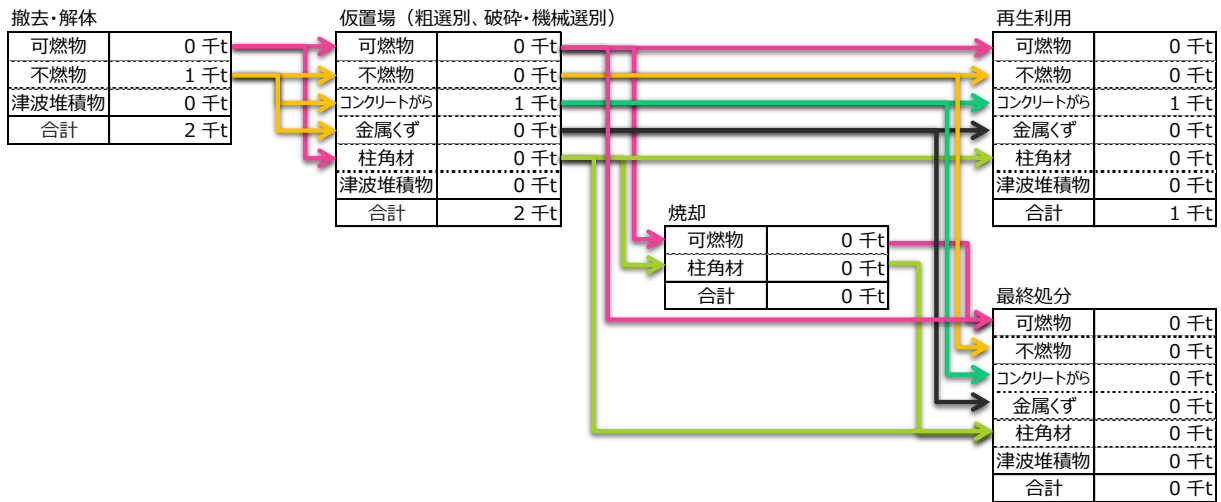 撤去・解体
可燃物 0 千t
不燃物 1 千t
津波堆積物 0 千t
合計 2 千t
仮置場（粗選別、破砕・機械選別）
可燃物 0 千t
不燃物 0 千t
コンクリートがら 1 千t
金属くず 0 千t
柱角材 0 千t
津波堆積物 0 千t
合計 2 千t
焼却
可燃物 0 千t
柱角材 0 千t
合計 0 千t
再生利用
可燃物 0 千t
不燃物 0 千t
コンクリートがら 1 千t
金属くず 0 千t
柱角材 0 千t
津波堆積物 0 千t
合計 1 千t
最終処分
可燃物 0 千t
不燃物 0 千t
コンクリートがら 0 千t
金属くず 0 千t
柱角材 0 千t
津波堆積物 0 千t
合計 0 千t